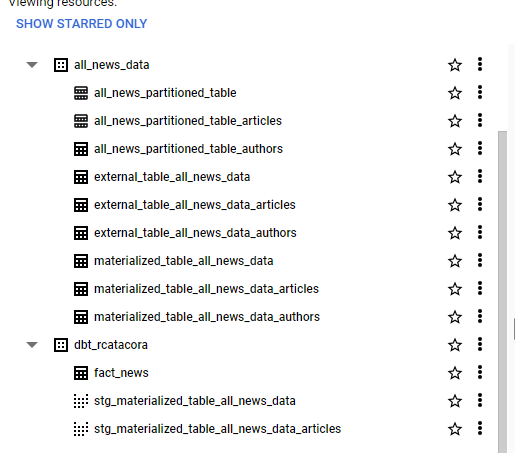 Viewing resources.
SHOW STARRED ONLY
all_news_data
all_news_partitioned_table
all_news_partitioned_table_articles
all_news_partitioned_table_authors
external_table_all_news_data
external_table_all_news_data_articles
external_table_all_news_data_authors
materialized_table_all_news_data
materialized_table_all_news_data_articles
materialized_table_all_news_data_authors
dbt_rcatacora
fact_news
stg_materialized_table_all_news_data
stg_materialized_table_all_news_data_articles